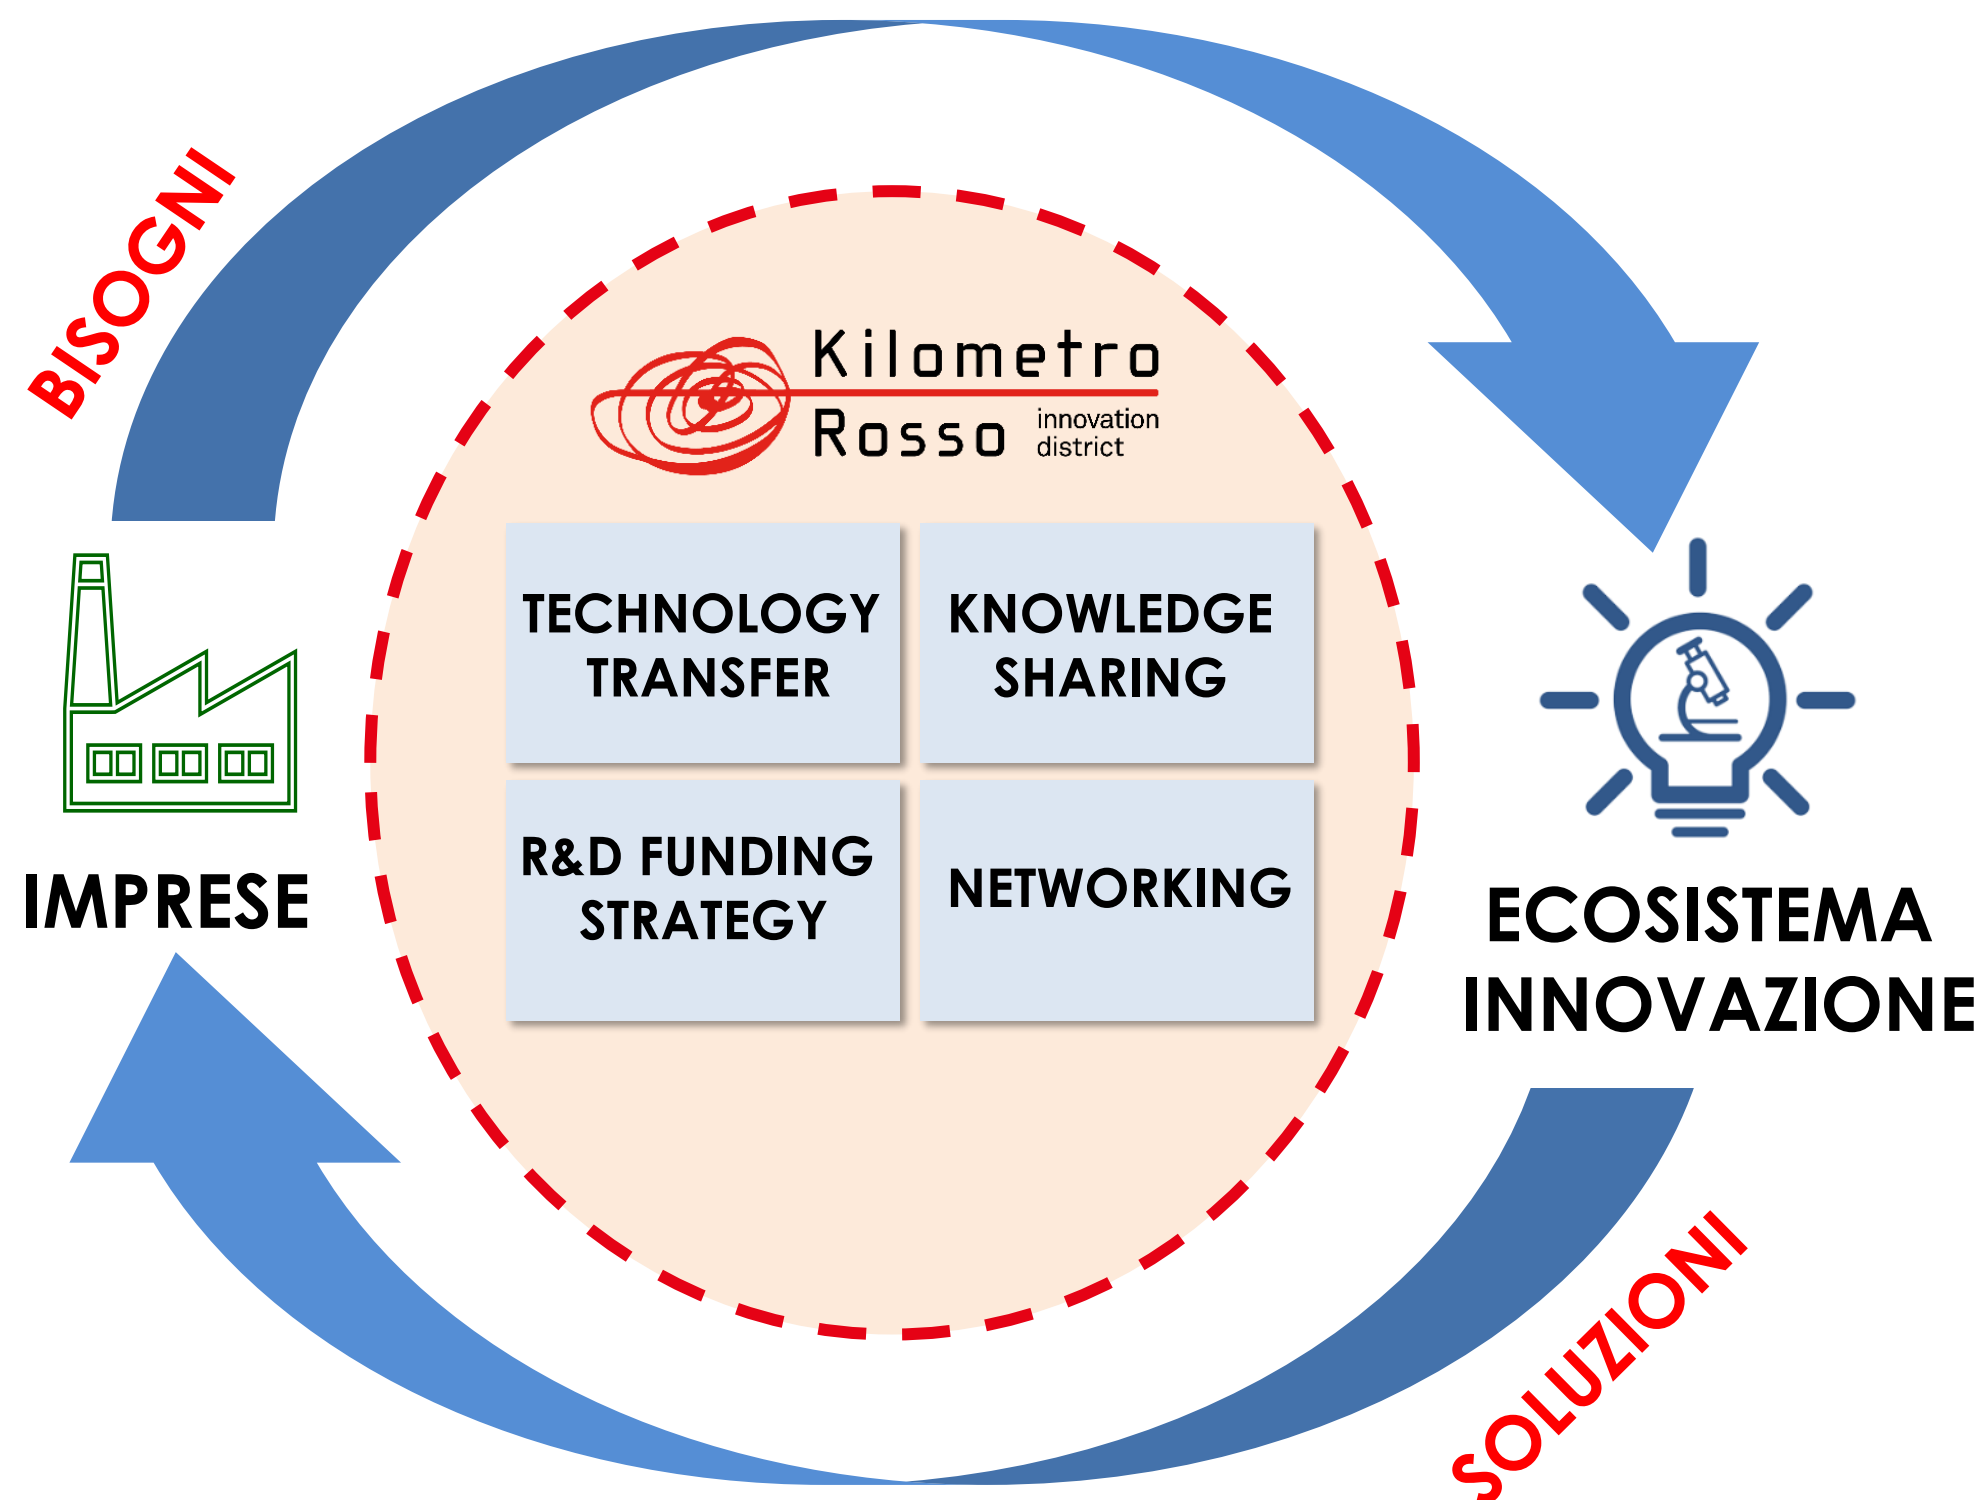 BISOGNI
Kilometro
Rosso
innovation
district
TECHNOLOGY
TRANSFER
KNOWLEDGE
SHARING
R&D FUNDING
STRATEGY
NETWORKING
IMPRESE
ECOSISTEMA
INNOVAZIONE
SOLUZIONI